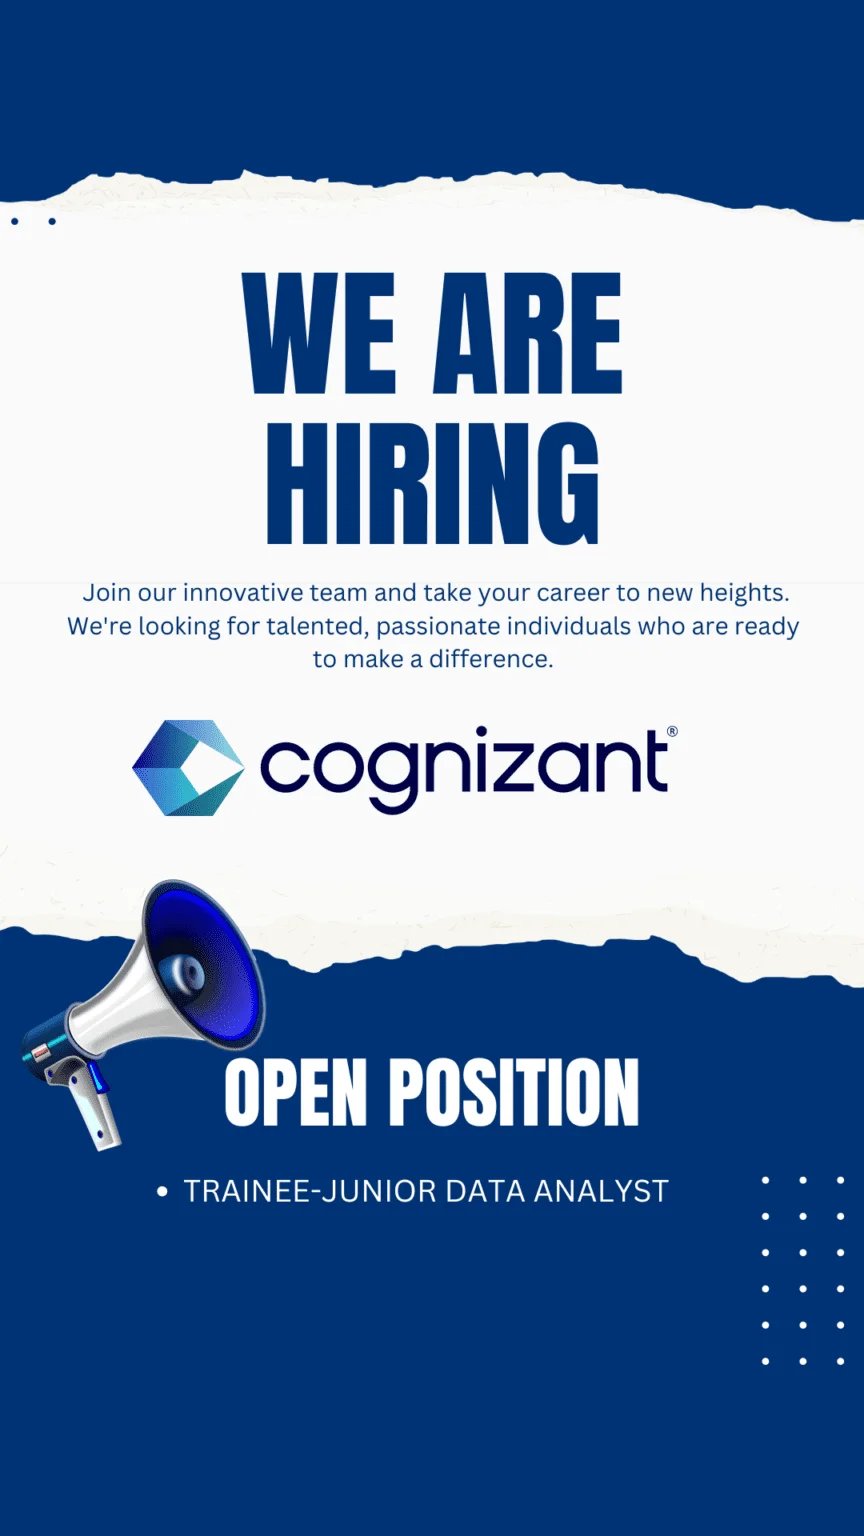 WE ARE
HIRING
Join our innovative team and take your career to new heights.
We're looking for talented, passionate individuals who are ready
to make a difference.
cognizant®
OPEN POSITION
• TRAINEE-JUNIOR DATA ANALYST